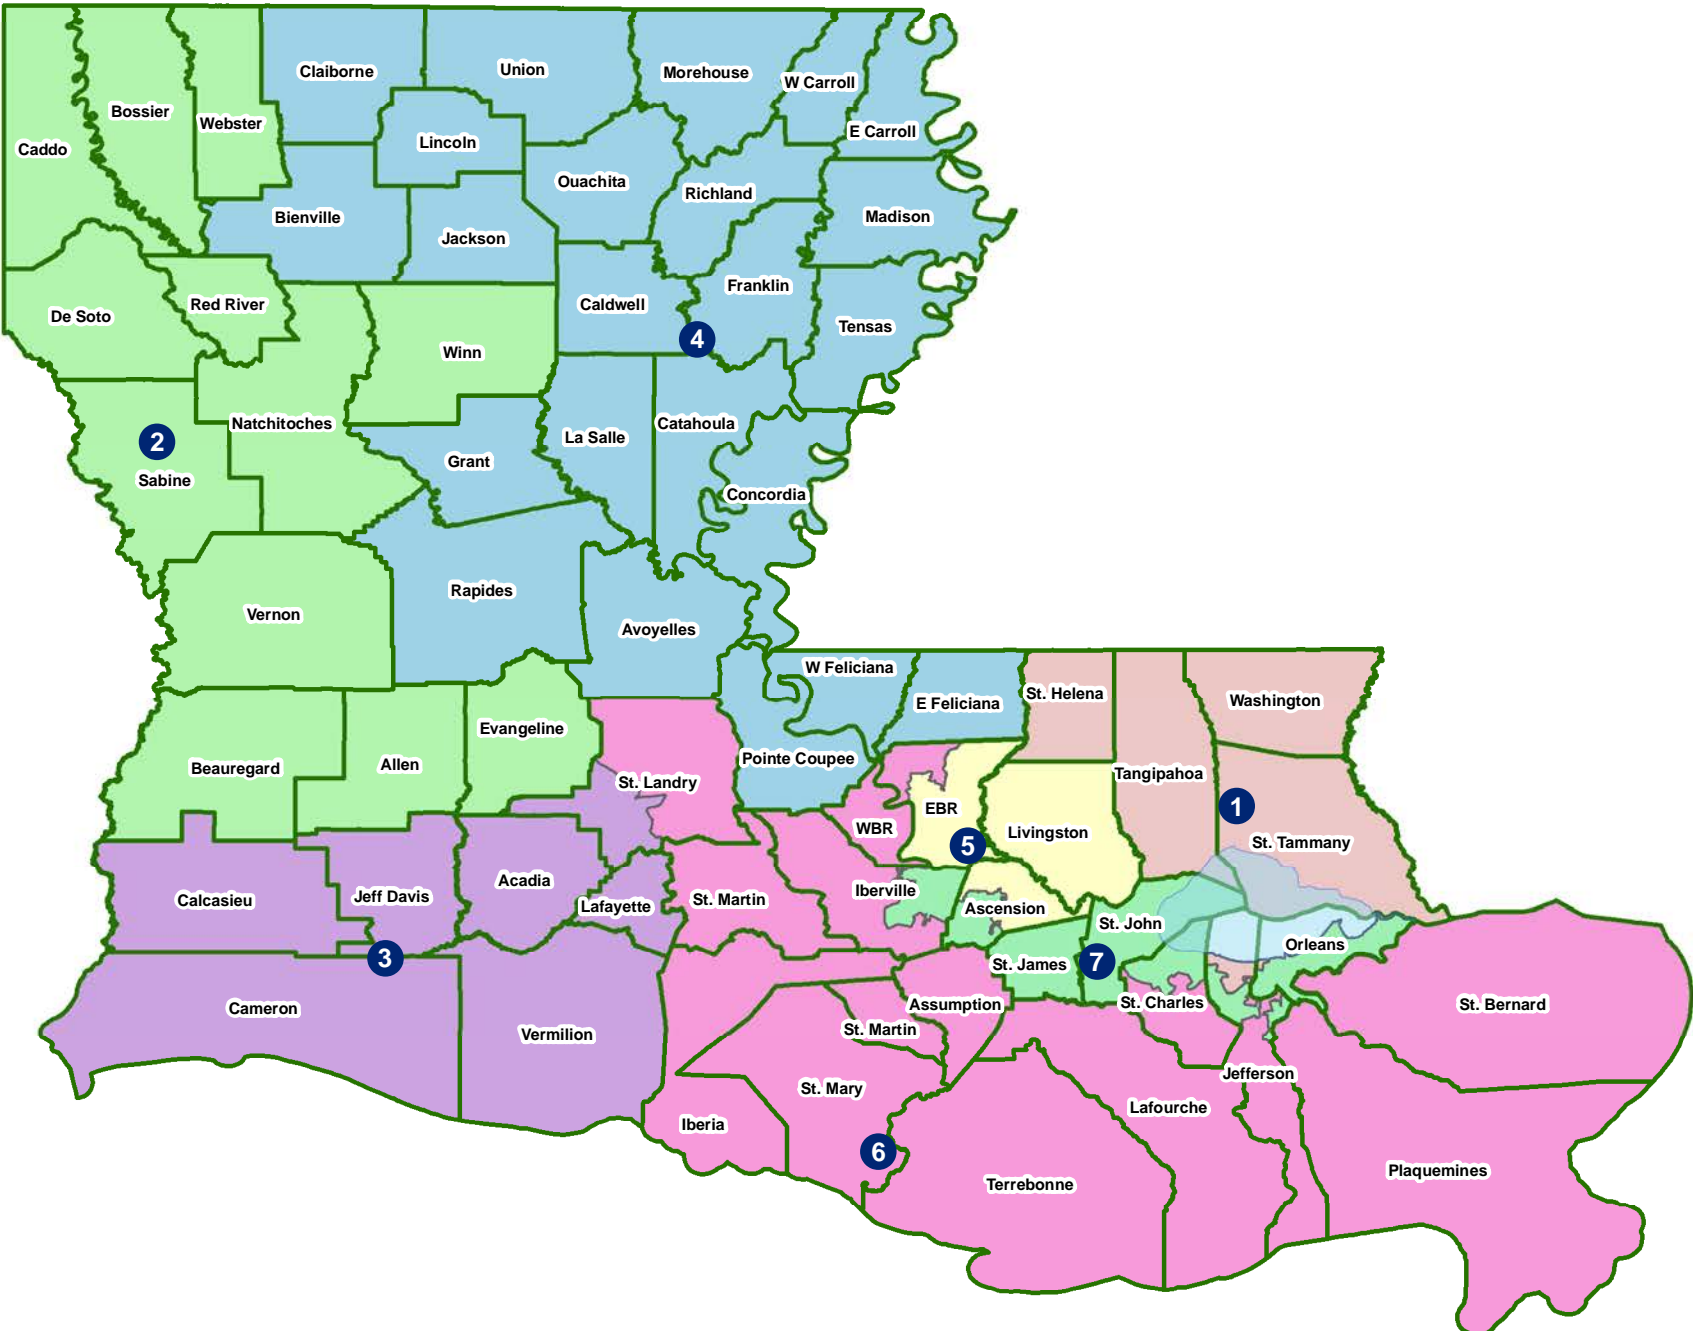 Claiborne
Union
Morehouse
W Carroll
Bossier
Webster
E Carroll
Caddo
Lincoln
Ouachita
Richland
Bienville
Madison
Jackson
Franklin
Red River
Caldwell
De Soto
Tensas
4
Winn
Natchitoches
Catahoula
2
La Salle
Grant
Sabine
Concordia
Rapides
Vernon
Avoyelles
W Feliciana
St. Helena
Washington
E Feliciana
Evangeline
Pointe Coupee
Beauregard
Allen
Tangipahoa
St. Landry
1
EBR
WBR
Livingston
St. Tammany
5
Acadia
Iberville
Jeff Davis
Calcasieu
St. Martin
Lafayette
Ascension
St. John
Orleans
3
St. James
7
Cameron
Assumption
St. Charles
St. Bernard
St. Martin
Vermilion
Jefferson
St. Mary
Lafourche
Iberia
6
Plaquemines
Terrebonne